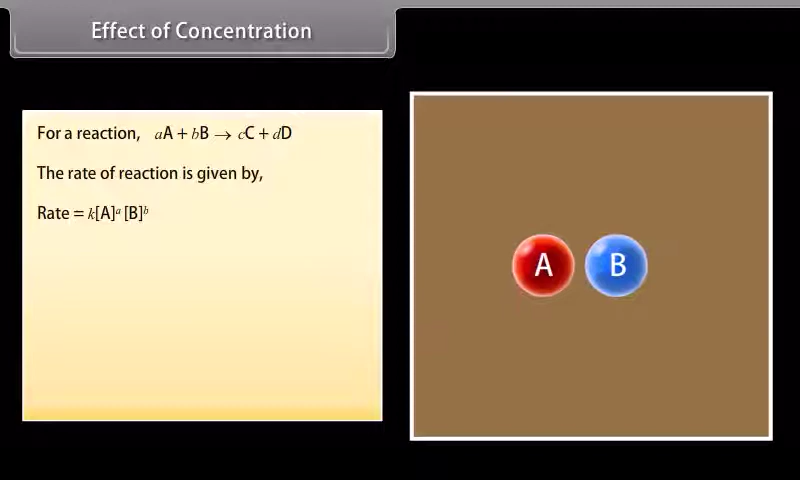 Effect of Concentration
For a reaction, aA + bB → cC + dD
The rate of reaction is given by,
Rate = k[A]ᵃ [B]ᵇ
A B